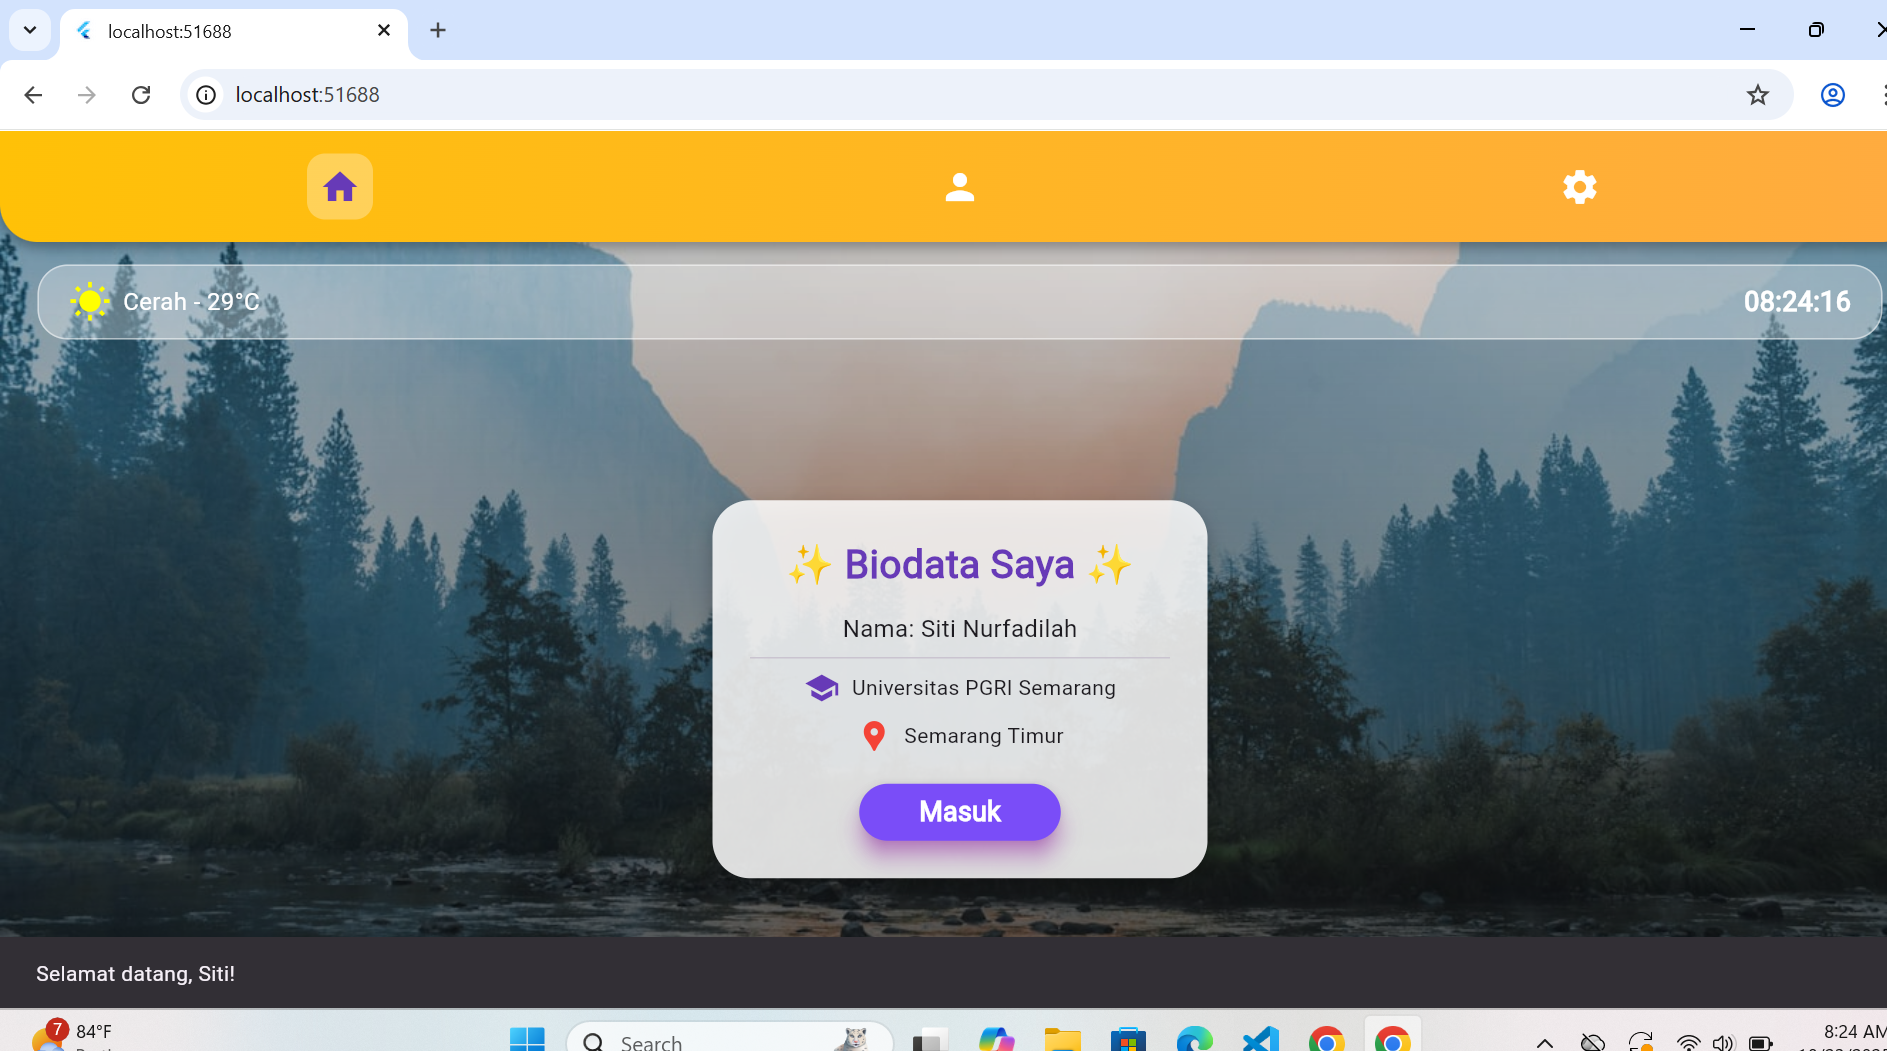 localhost:51688
localhost:51688
Cerah - 29°C
08:24:16
✨ Biodata Saya ✨
Nama: Siti Nurfadilah
Universitas PGRI Semarang
Semarang Timur
Masuk
Selamat datang, Siti!
7
84°F
Search
8:24 AM